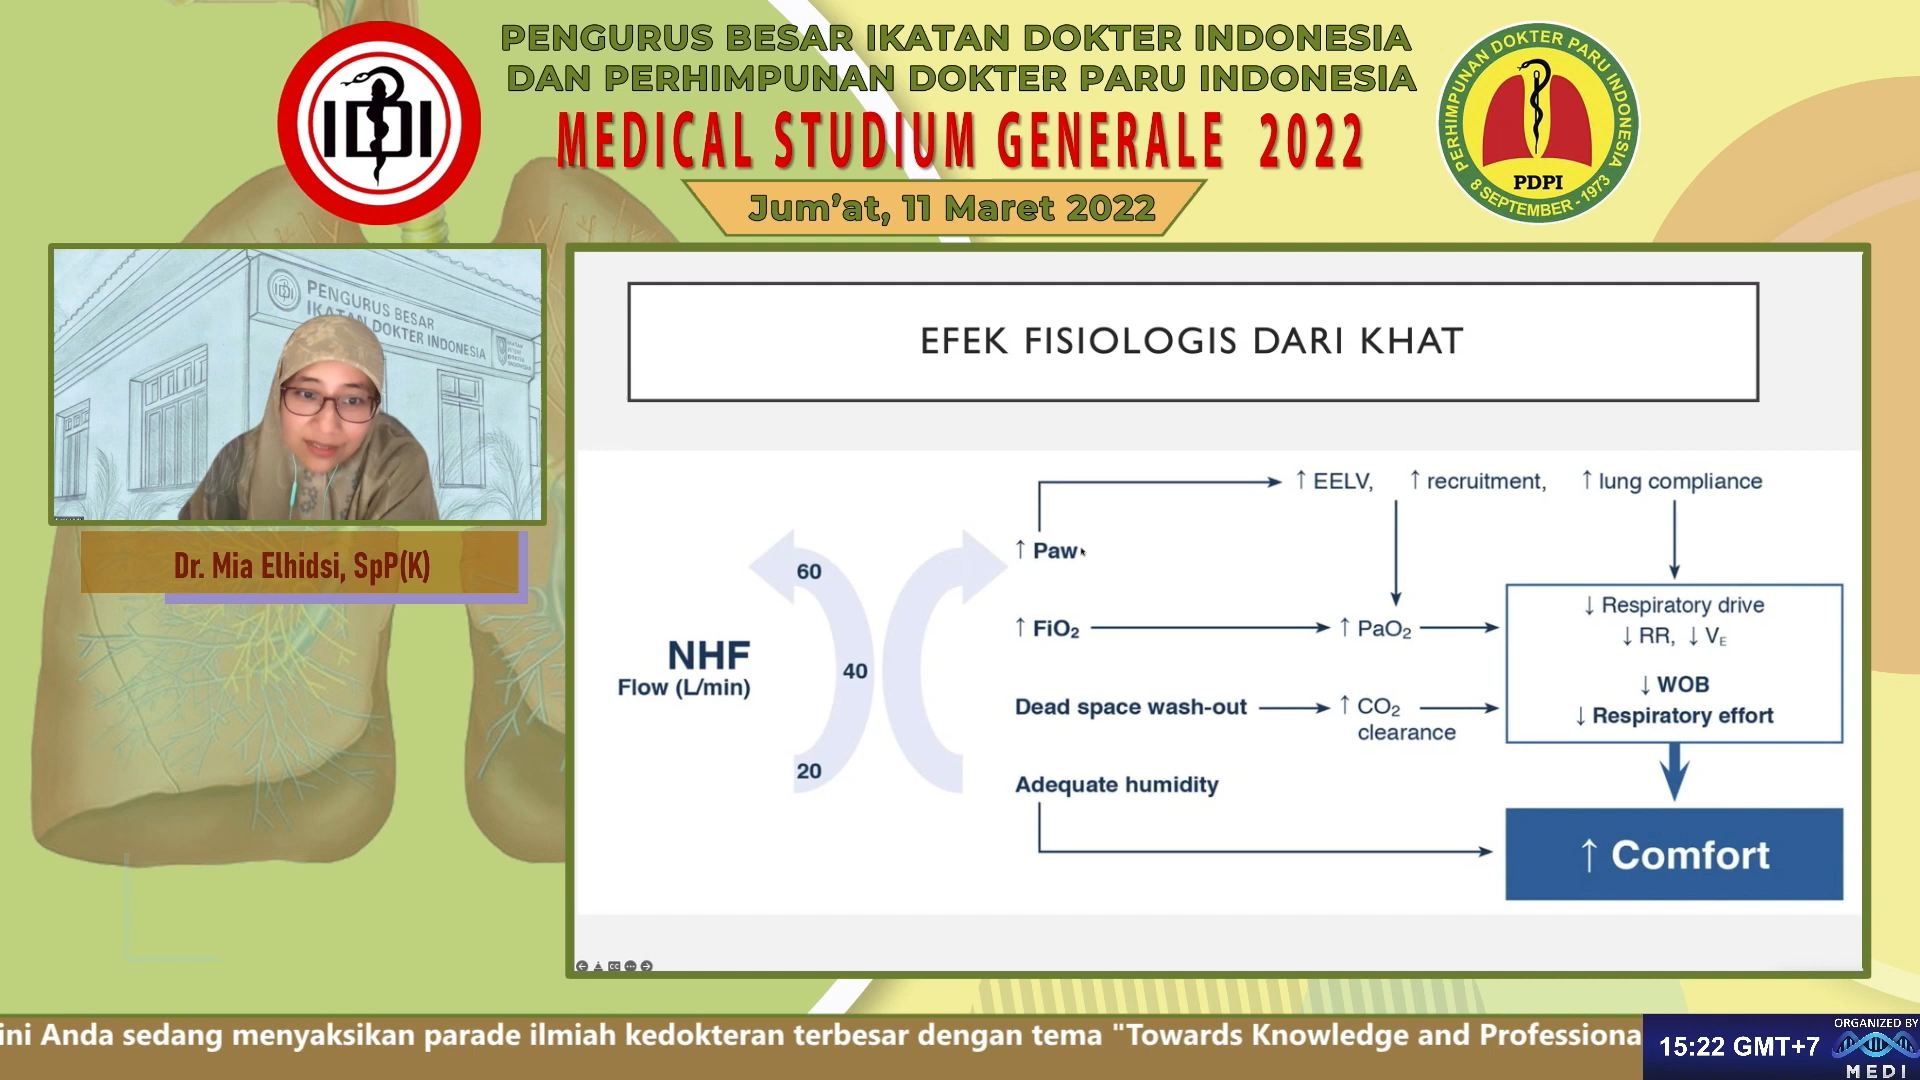 PENGURUS BESAR IKATAN DOKTER INDONESIA
DAN PERHIMPUNAN DOKTER PARU INDONESIA
MEDICAL STUDIUM GENERALE 2022
Jum'at, 11 Maret 2022
IDI
PERHIMPUNAN DOKTER PARU INDONESIA
PDPI
8 SEPTEMBER - 1973
PENGURUS BESAR
IKATAN DOKTER INDONESIA
Dr. Mia Elhidsi, SpP(K)
EFEK FISIOLOGIS DARI KHAT
↑ EELV, ↑ recruitment, ↑ lung compliance
↑ Paw
60
↓ Respiratory drive
↑ FiO₂ ↑ PaO₂
↓ RR, ↓ VE
NHF
Flow (L/min)
40
↓ WOB
↓ Respiratory effort
Dead space wash-out ↑ CO₂
clearance
20
Adequate humidity
↑ Comfort
ini Anda sedang menyaksikan parade ilmiah kedokteran terbesar dengan tema "Towards Knowledge and Professiona
15:22 GMT+7
ORGANIZED BY
MEDI